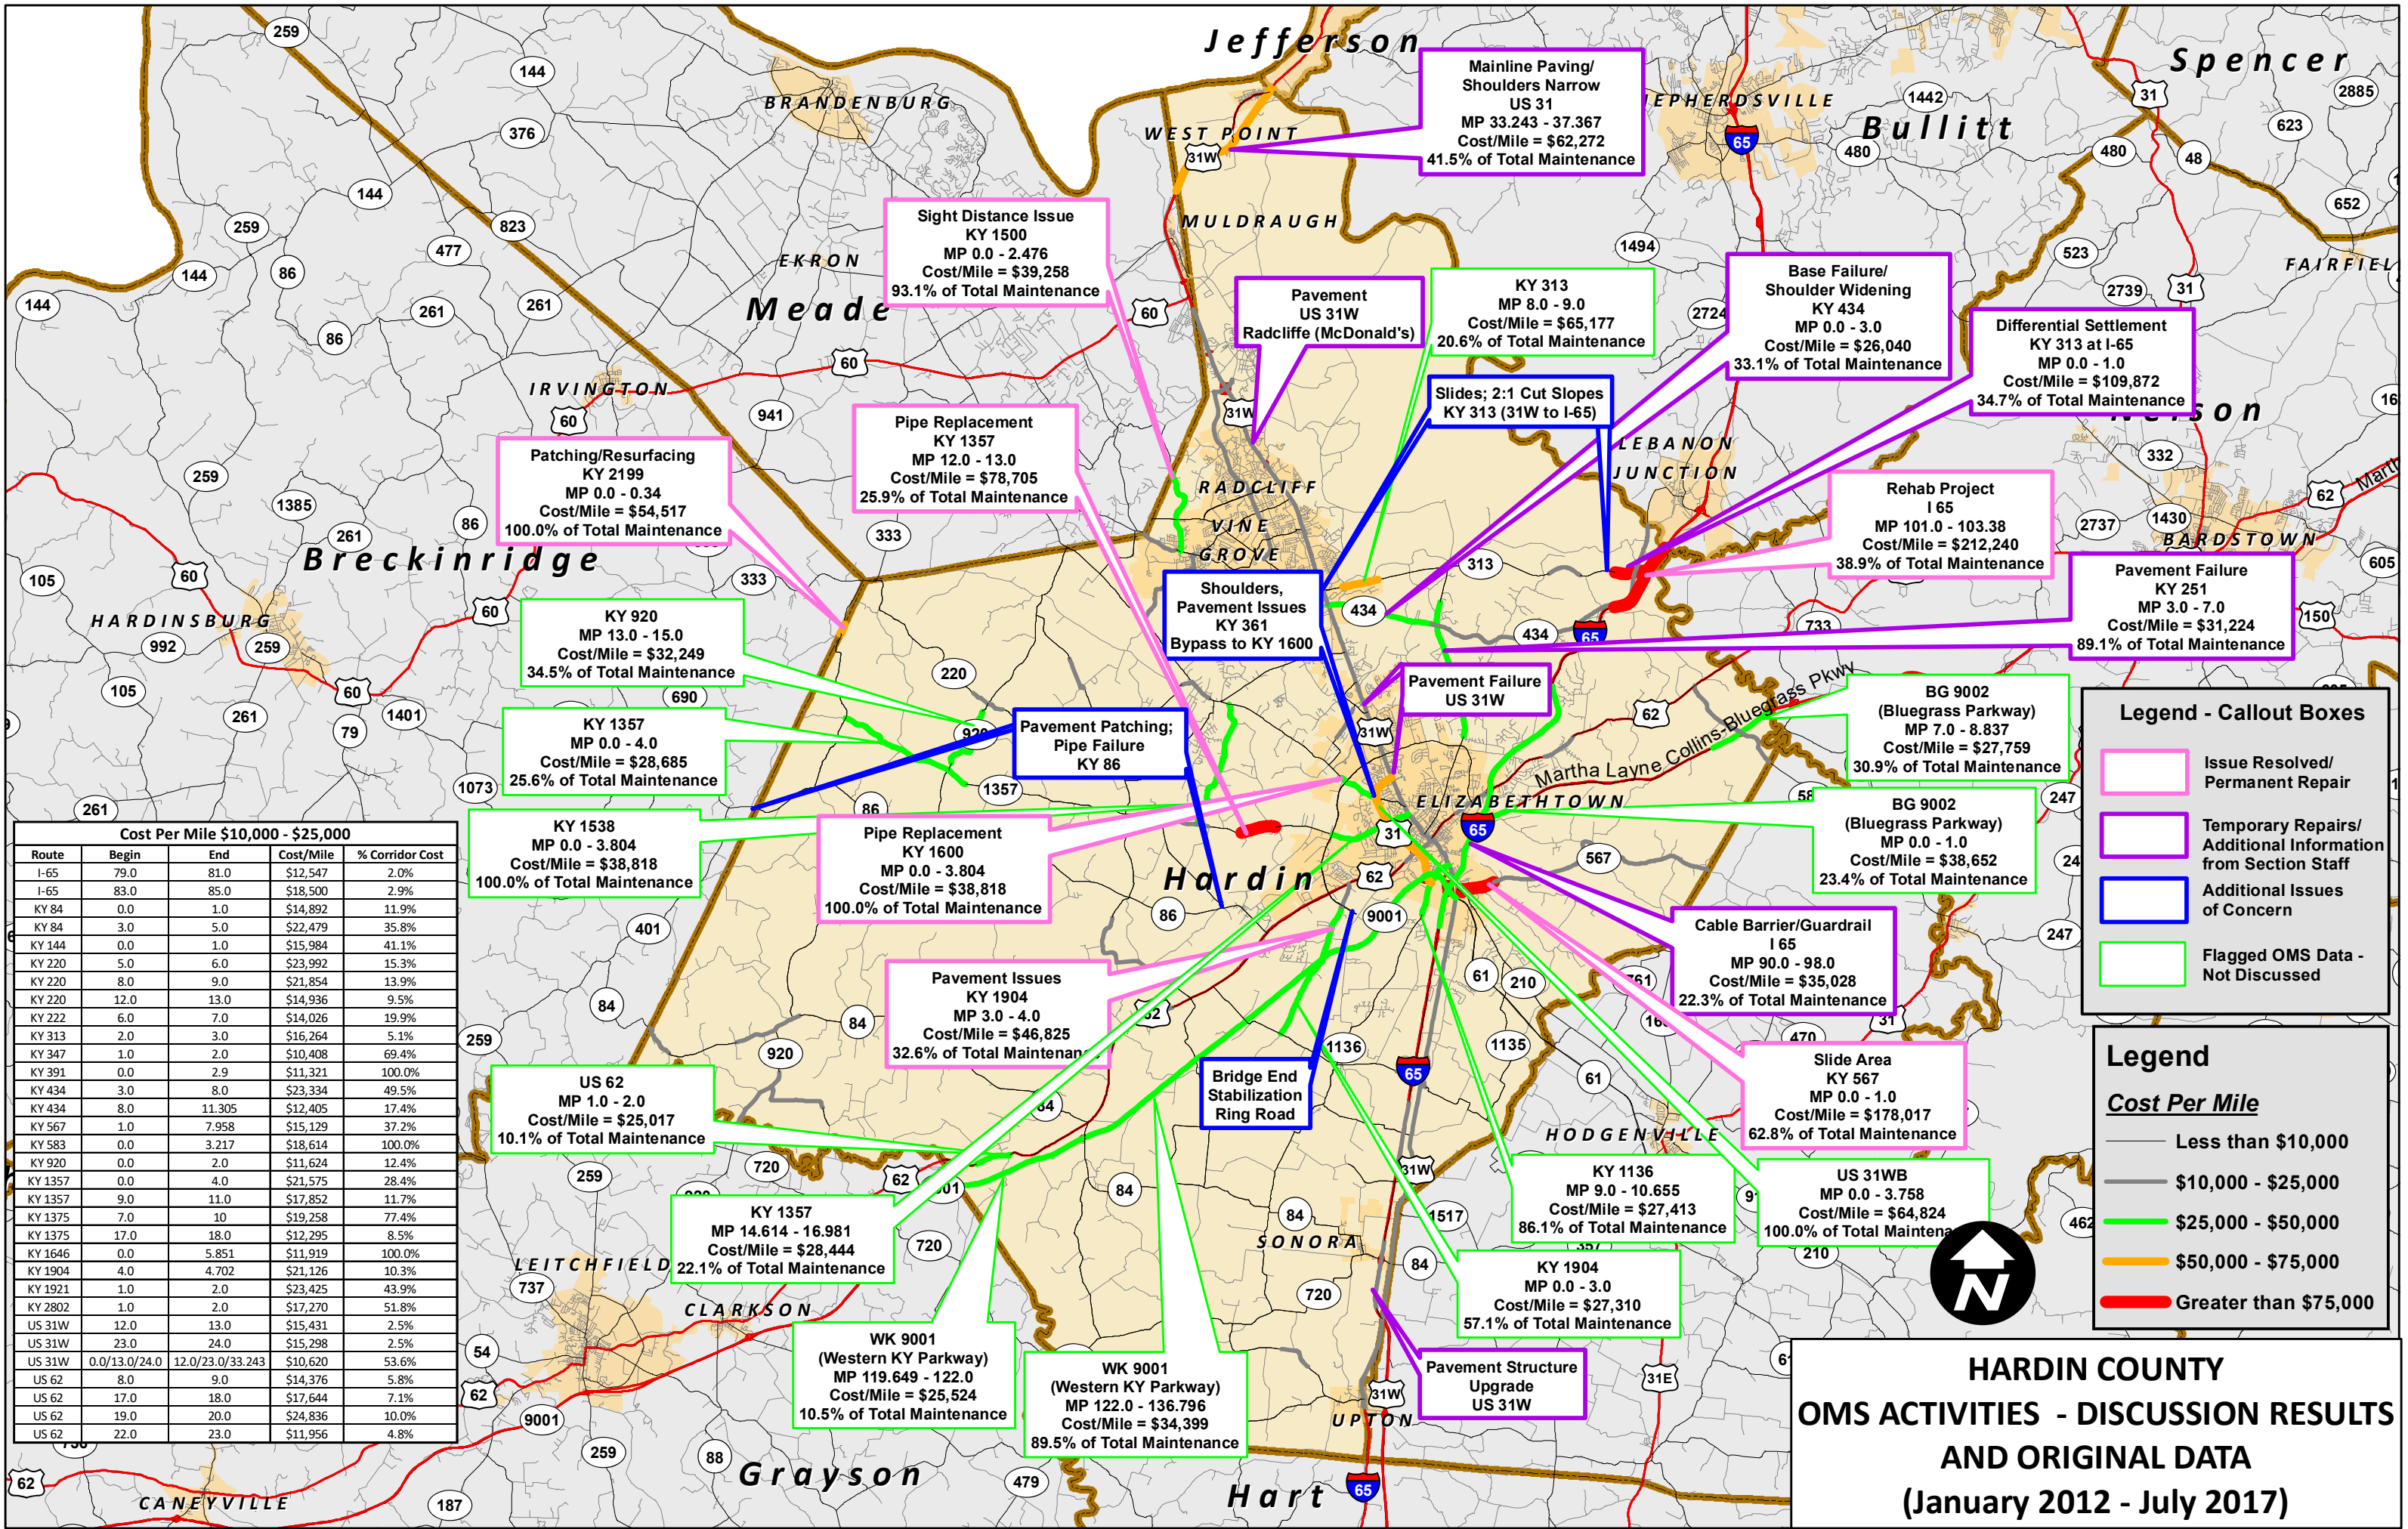 HARDIN COUNTY
OMS ACTIVITIES - DISCUSSION RESULTS
AND ORIGINAL DATA
(January 2012 - July 2017)
Jefferson
Spencer
Bullitt
Meade
Breckinridge
Hardin
Grayson
Hart
BRANDENBURG
WEST POINT
MULDRAUGH
EKRON
IRVINGTON
RADCLIFF
VINE
GROVE
LEBANON
JUNCTION
BARDSTOWN
HARDINSBURG
ELIZABETHTOWN
HODGENVILLE
SONORA
UPTON
LEITCHFIELD
CLARKSON
CANEYVILLE
Martha Layne Collins-Bluegrass Pkwy
Mainline Paving/
Shoulders Narrow
US 31
MP 33.243 - 37.367
Cost/Mile = $62,272
41.5% of Total Maintenance
Sight Distance Issue
KY 1500
MP 0.0 - 2.476
Cost/Mile = $39,258
93.1% of Total Maintenance
Pavement
US 31W
Radcliffe (McDonald's)
KY 313
MP 8.0 - 9.0
Cost/Mile = $65,177
20.6% of Total Maintenance
Base Failure/
Shoulder Widening
KY 434
MP 0.0 - 3.0
Cost/Mile = $26,040
33.1% of Total Maintenance
Differential Settlement
KY 313 at I-65
MP 0.0 - 1.0
Cost/Mile = $109,872
34.7% of Total Maintenance
Slides; 2:1 Cut Slopes
KY 313 (31W to I-65)
Pipe Replacement
KY 1357
MP 12.0 - 13.0
Cost/Mile = $78,705
25.9% of Total Maintenance
Patching/Resurfacing
KY 2199
MP 0.0 - 0.34
Cost/Mile = $54,517
100.0% of Total Maintenance
Rehab Project
I 65
MP 101.0 - 103.38
Cost/Mile = $212,240
38.9% of Total Maintenance
Pavement Failure
KY 251
MP 3.0 - 7.0
Cost/Mile = $31,224
89.1% of Total Maintenance
Shoulders,
Pavement Issues
KY 361
Bypass to KY 1600
KY 920
MP 13.0 - 15.0
Cost/Mile = $32,249
34.5% of Total Maintenance
Pavement Failure
US 31W
BG 9002
(Bluegrass Parkway)
MP 7.0 - 8.837
Cost/Mile = $27,759
30.9% of Total Maintenance
KY 1357
MP 0.0 - 4.0
Cost/Mile = $28,685
25.6% of Total Maintenance
Pavemnt Patching;
Pipe Failure
KY 86
BG 9002
(Bluegrass Parkway)
MP 0.0 - 1.0
Cost/Mile = $38,652
23.4% of Total Maintenance
KY 1538
MP 0.0 - 3.804
Cost/Mile = $38,818
100.0% of Total Maintenance
Pipe Replacement
KY 1600
MP 0.0 - 3.804
Cost/Mile = $38,818
100.0% of Total Maintenance
Cable Barrier/Guardrail
I 65
MP 90.0 - 98.0
Cost/Mile = $35,028
22.3% of Total Maintenance
Pavement Issues
KY 1904
MP 3.0 - 4.0
Cost/Mile = $46,825
32.6% of Total Maintenance
Bridge End
Stabilization
Ring Road
Slide Area
KY 567
MP 0.0 - 1.0
Cost/Mile = $178,017
62.8% of Total Maintenance
US 62
MP 1.0 - 2.0
Cost/Mile = $25,017
10.1% of Total Maintenance
KY 1136
MP 9.0 - 10.655
Cost/Mile = $27,413
86.1% of Total Maintenance
US 31WB
MP 0.0 - 3.758
Cost/Mile = $64,824
100.0% of Total
KY 1357
MP 14.614 - 16.981
Cost/Mile = $28,444
22.1% of Total Maintenance
KY 1904
MP 0.0 - 3.0
Cost/Mile = $27,310
57.1% of Total Maintenance
WK 9001
(Western KY Parkway)
MP 119.649 - 122.0
Cost/Mile = $25,524
10.5% of Total Maintenance
WK 9001
(Western KY Parkway)
MP 122.0 - 136.796
Cost/Mile = $34,399
89.5% of Total Maintenance
Pavement Structure
Upgrade
US 31W
Cost Per Mile $10,000 - $25,000
Route Begin End Cost/Mile % Corridor Cost
I-65 79.0 81.0 $12,547 2.0%
I-65 83.0 85.0 $18,500 2.9%
KY 84 0.0 1.0 $14,892 11.9%
KY 84 3.0 5.0 $22,479 35.8%
KY 144 0.0 1.0 $15,984 41.1%
KY 220 5.0 6.0 $23,992 15.3%
KY 220 8.0 9.0 $21,854 13.9%
KY 220 12.0 13.0 $14,936 9.5%
KY 222 6.0 7.0 $14,026 19.9%
KY 313 2.0 3.0 $16,264 5.1%
KY 347 1.0 2.0 $10,408 69.4%
KY 391 0.0 2.9 $11,321 100.0%
KY 434 3.0 8.0 $23,334 49.5%
KY 434 8.0 11.305 $12,405 17.4%
KY 567 1.0 7.958 $15,129 37.2%
KY 583 0.0 3.217 $18,614 100.0%
KY 920 0.0 2.0 $11,624 12.4%
KY 1357 0.0 4.0 $21,575 28.4%
KY 1357 9.0 11.0 $17,852 11.7%
KY 1375 7.0 10 $19,258 77.4%
KY 1375 17.0 18.0 $12,295 8.5%
KY 1646 0.0 5.851 $11,919 100.0%
KY 1904 4.0 4.702 $21,126 10.3%
KY 1921 1.0 2.0 $23,425 43.9%
KY 2802 1.0 2.0 $17,270 51.8%
US 31W 12.0 13.0 $15,431 2.5%
US 31W 23.0 24.0 $15,298 2.5%
US 31W 0.0/13.0/24.0 12.0/23.0/33.243 $10,620 53.6%
US 62 8.0 9.0 $14,376 5.8%
US 62 17.0 18.0 $17,644 7.1%
US 62 19.0 20.0 $24,836 10.0%
US 62 22.0 23.0 $11,956 4.8%
Legend - Callout Boxes
Issue Resolved/
Permanent Repair
Temporary Repairs/
Additional Information
from Section Staff
Additional Issues
of Concern
Flagged OMS Data -
Not Discussed
Legend
Cost Per Mile
Less than $10,000
$10,000 - $25,000
$25,000 - $50,000
$50,000 - $75,000
Greater than $75,000
N